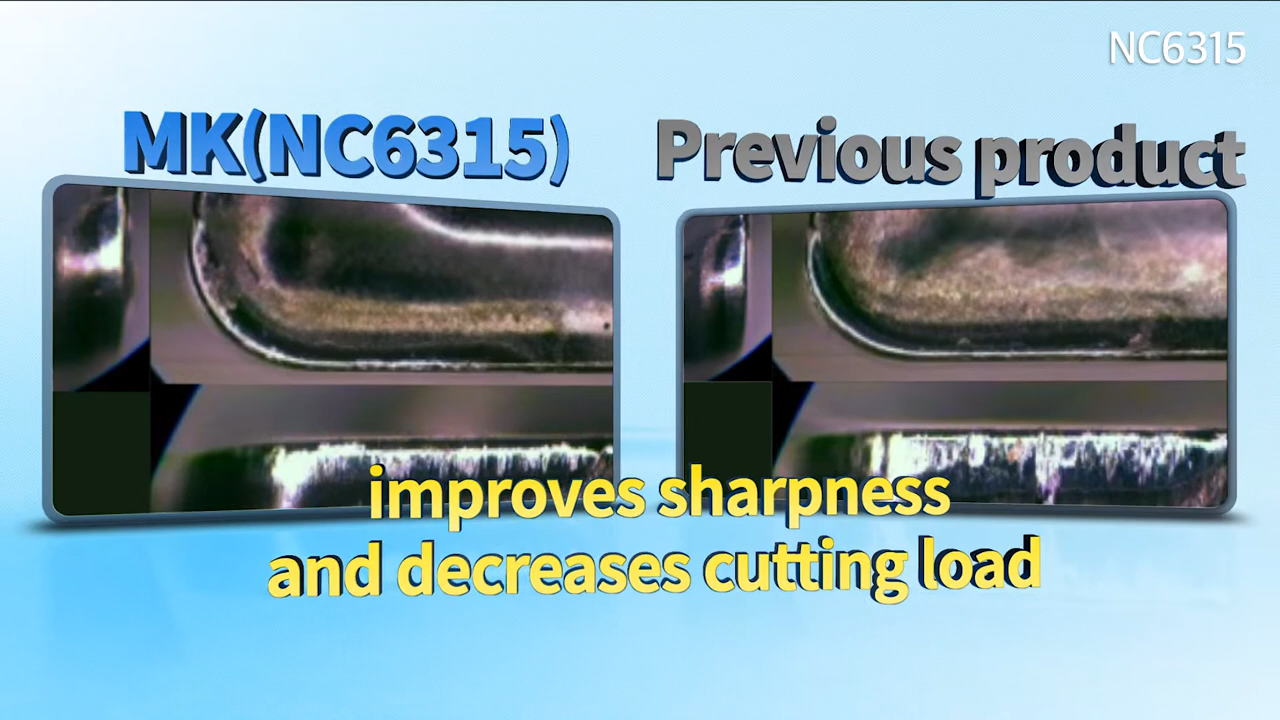 NC6315
MK(NC6315)
Previous product
improves sharpness
and decreases cutting load